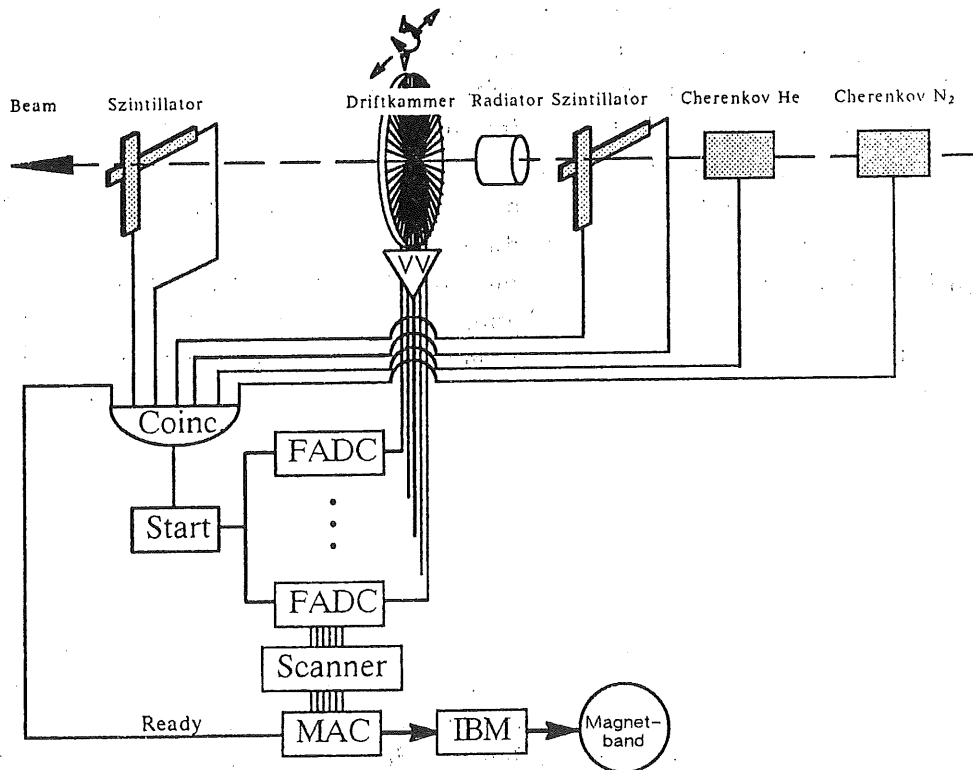 Beam
Szintillator
Driftkammer
Radiator
Szintillator
Cherenkov He
Cherenkov N₂
VV
Coinc.
FADC
Start
FADC
Scanner
Ready
MAC
IBM
Magnet-
band